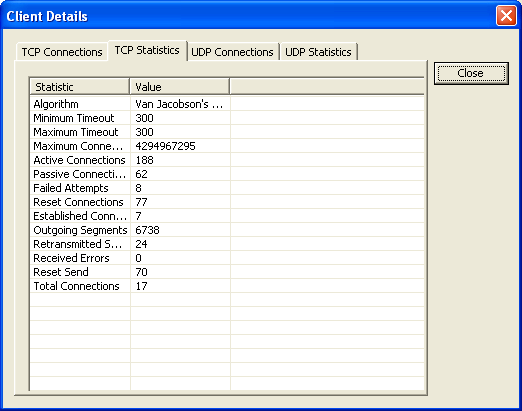 Client Details
TCP Connections TCP Statistics UDP Connections UDP Statistics
Close
Statistic Value
Algorithm Van Jacobson's ...
Minimum Timeout 300
Maximum Timeout 300
Maximum Conne... 4294967295
Active Connections 188
Passive Connecti... 62
Failed Attempts 8
Reset Connections 77
Established Conn... 7
Outgoing Segments 6738
Retransmitted S... 24
Received Errors 0
Reset Send 70
Total Connections 17